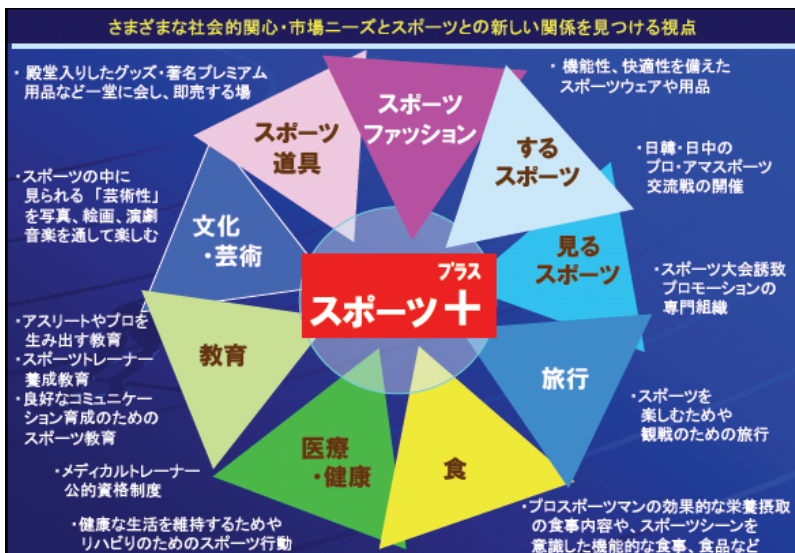 さまざまな社会的関心・市場ニーズとスポーツとの新しい関係を見つける視点
・殿堂入りしたグッズ・著名プレミアム
用品など一堂に会し、即売する場
・機能性、快適性を備えた
スポーツウェアや用品
スポーツ
ファッション
スポーツ
道具
する
スポーツ
・日韓・日中の
プロ・アマスポーツ
交流戦の開催
・スポーツの中に
見られる「芸術性」
を写真、絵画、演劇
音楽を通して楽しむ
文化
・芸術
見る
スポーツ
プラス
スポーツ＋
・スポーツ大会誘致
プロモーションの
専門組織
・アスリートやプロを
生み出す教育
・スポーツトレーナー
養成教育
・良好なコミュニケー
ション育成のための
スポーツ教育
教育
旅行
・スポーツを
楽しむためや
観戦のための旅行
医療
・健康
食
・メディカルトレーナー
公的資格制度
・健康な生活を維持するためや
リハビリのためのスポーツ行動
・プロスポーツマンの効果的な栄養摂取
の食事内容や、スポーツシーンを
意識した機能的な食事、食品など